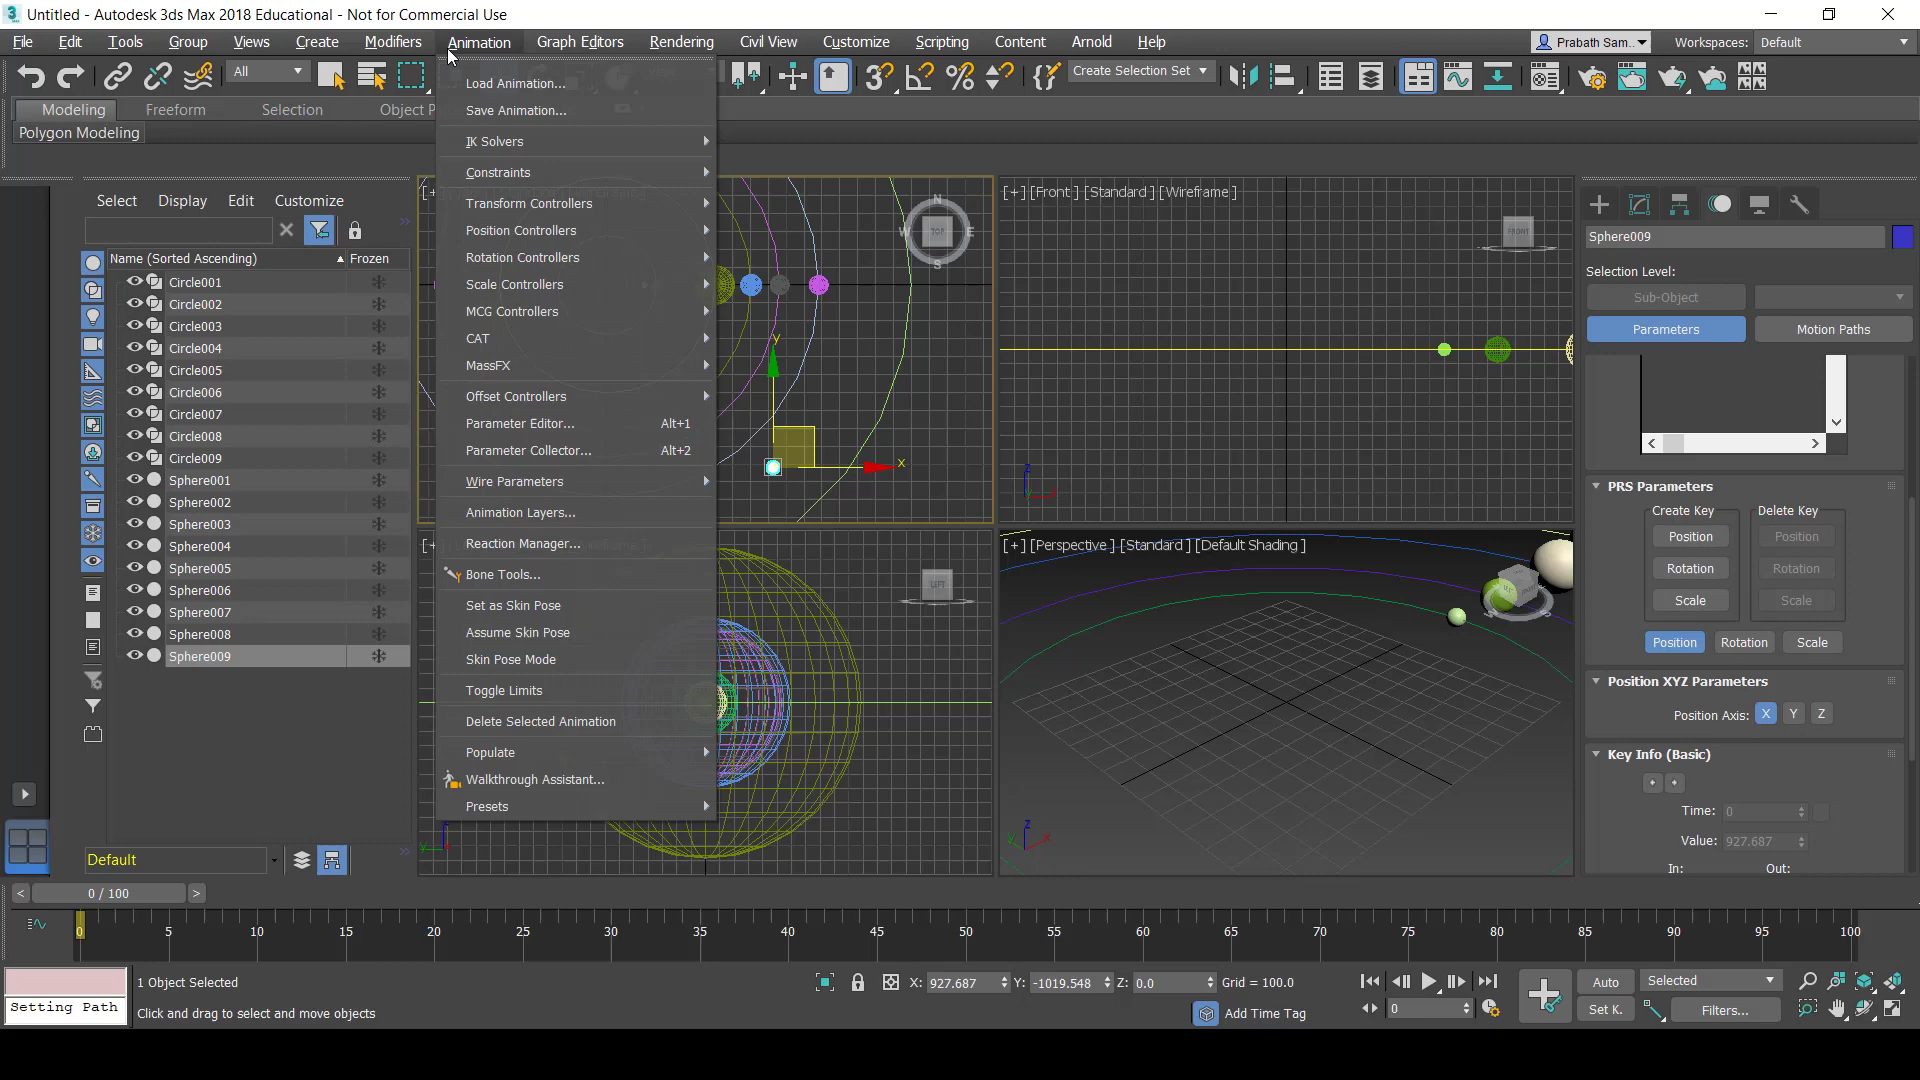 Untitled - Autodesk 3ds Max 2018 Educational - Not for Commercial Use
File Edit Tools Group Views Create Modifiers Animation Graph Editors Rendering Civil View Customize Scripting Content Arnold Help
Prabath Sam.. Workspaces: Default
All Create Selection Set
Modeling Freeform Selection Object P
Polygon Modeling
Load Animation...
Save Animation...
IK Solvers
Constraints
Transform Controllers
Position Controllers
Rotation Controllers
Scale Controllers
MCG Controllers
CAT
MassFX
Offset Controllers
Parameter Editor... Alt+1
Parameter Collector... Alt+2
Wire Parameters
Animation Layers...
Reaction Manager...
Bone Tools...
Set as Skin Pose
Assume Skin Pose
Skin Pose Mode
Toggle Limits
Delete Selected Animation
Populate
Walkthrough Assistant...
Presets
Select Display Edit Customize
Name (Sorted Ascending) Frozen
Circle001
Circle002
Circle003
Circle004
Circle005
Circle006
Circle007
Circle008
Circle009
Sphere001
Sphere002
Sphere003
Sphere004
Sphere005
Sphere006
Sphere007
Sphere008
Sphere009
Default
[+]
N
W TOP E
S
y
x
[+] [Front ] [Standard ] [Wireframe ]
FRONT
z
[+]
LEFT
z
y
[+] [Perspective ] [Standard ] [Default Shading ]
z
y x
Sphere009
Selection Level:
Sub-Object
Parameters Motion Paths
PRS Parameters
Create Key Delete Key
Position Position
Rotation Rotation
Scale Scale
Position Rotation Scale
Position XYZ Parameters
Position Axis: X Y Z
Key Info (Basic)
Time: 0
Value: 927.687
In: Out:
< 0 / 100 >
0 5 10 15 20 25 30 35 40 45 50 55 60 65 70 75 80 85 90 95 100
Setting Path
1 Object Selected
Click and drag to select and move objects
X: 927.687 Y: -1019.548 Z: 0.0 Grid = 100.0
Add Time Tag
0
Auto Selected
Set K. Filters...